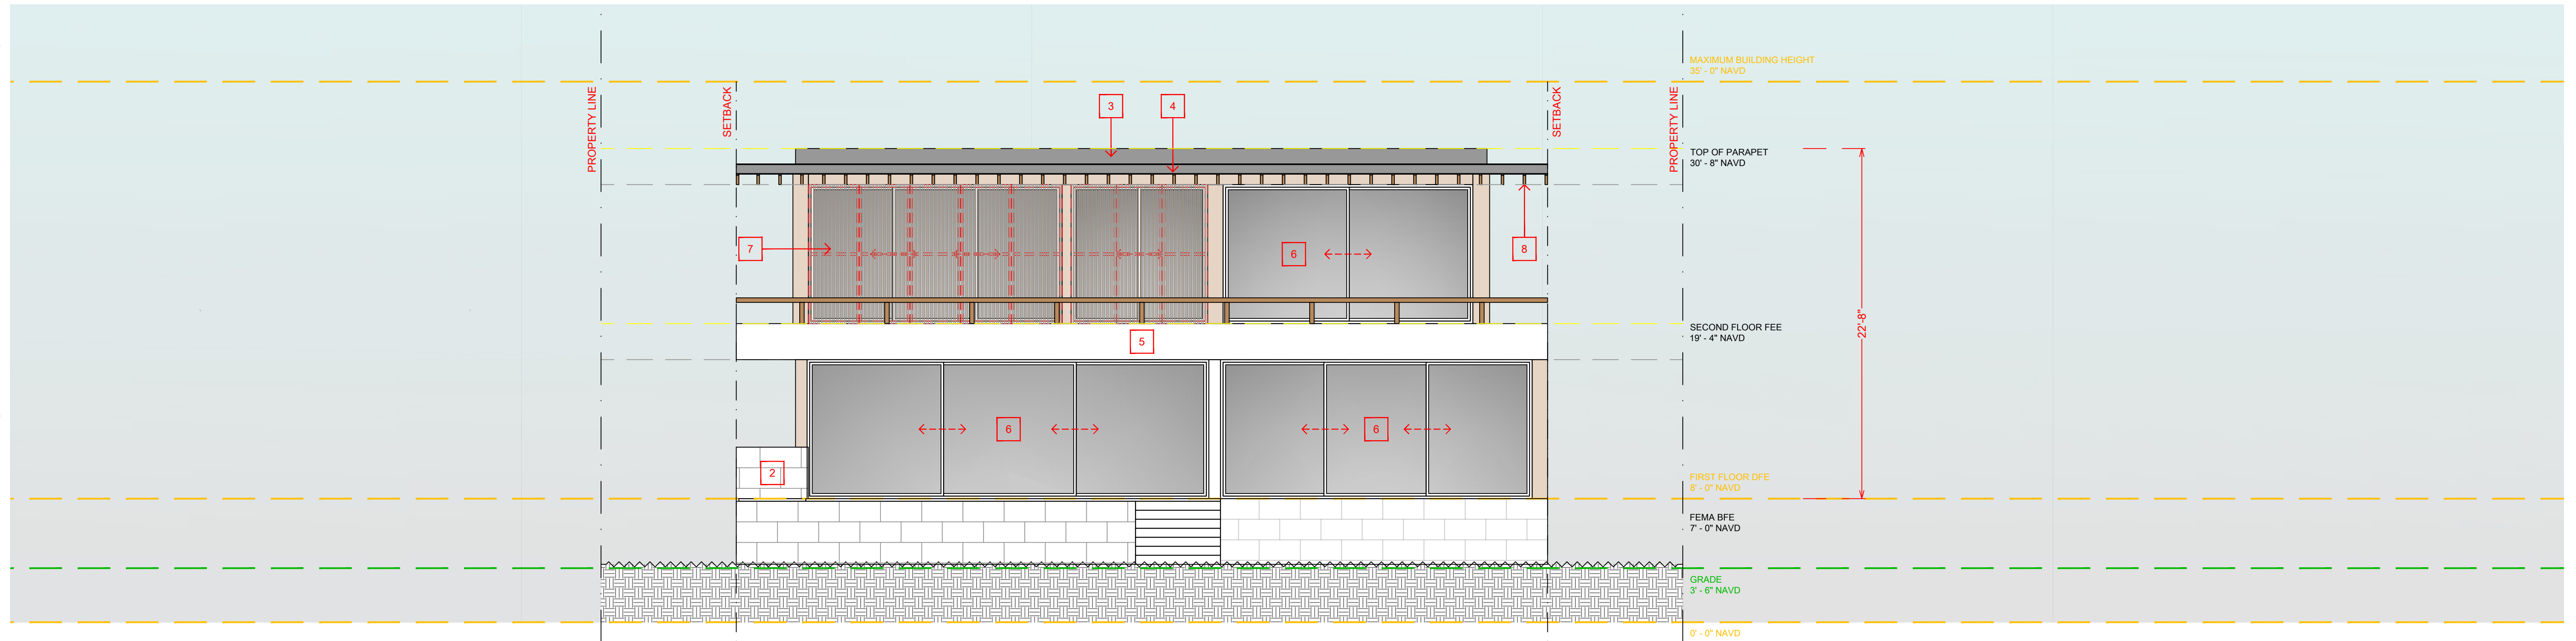 MAXIMUM BUILDING HEIGHT
35' - 0" NAVD
PROPERTY LINE
SETBACK
3
4
SETBACK
PROPERTY LINE
TOP OF PARAPET
30' - 8" NAVD
7
6
8
SECOND FLOOR FEE
19' - 4" NAVD
22'-8"
5
6
6
2
FIRST FLOOR DFE
8' - 0" NAVD
FEMA BFE
7' - 0" NAVD
GRADE
3' - 6" NAVD
0' - 0" NAVD